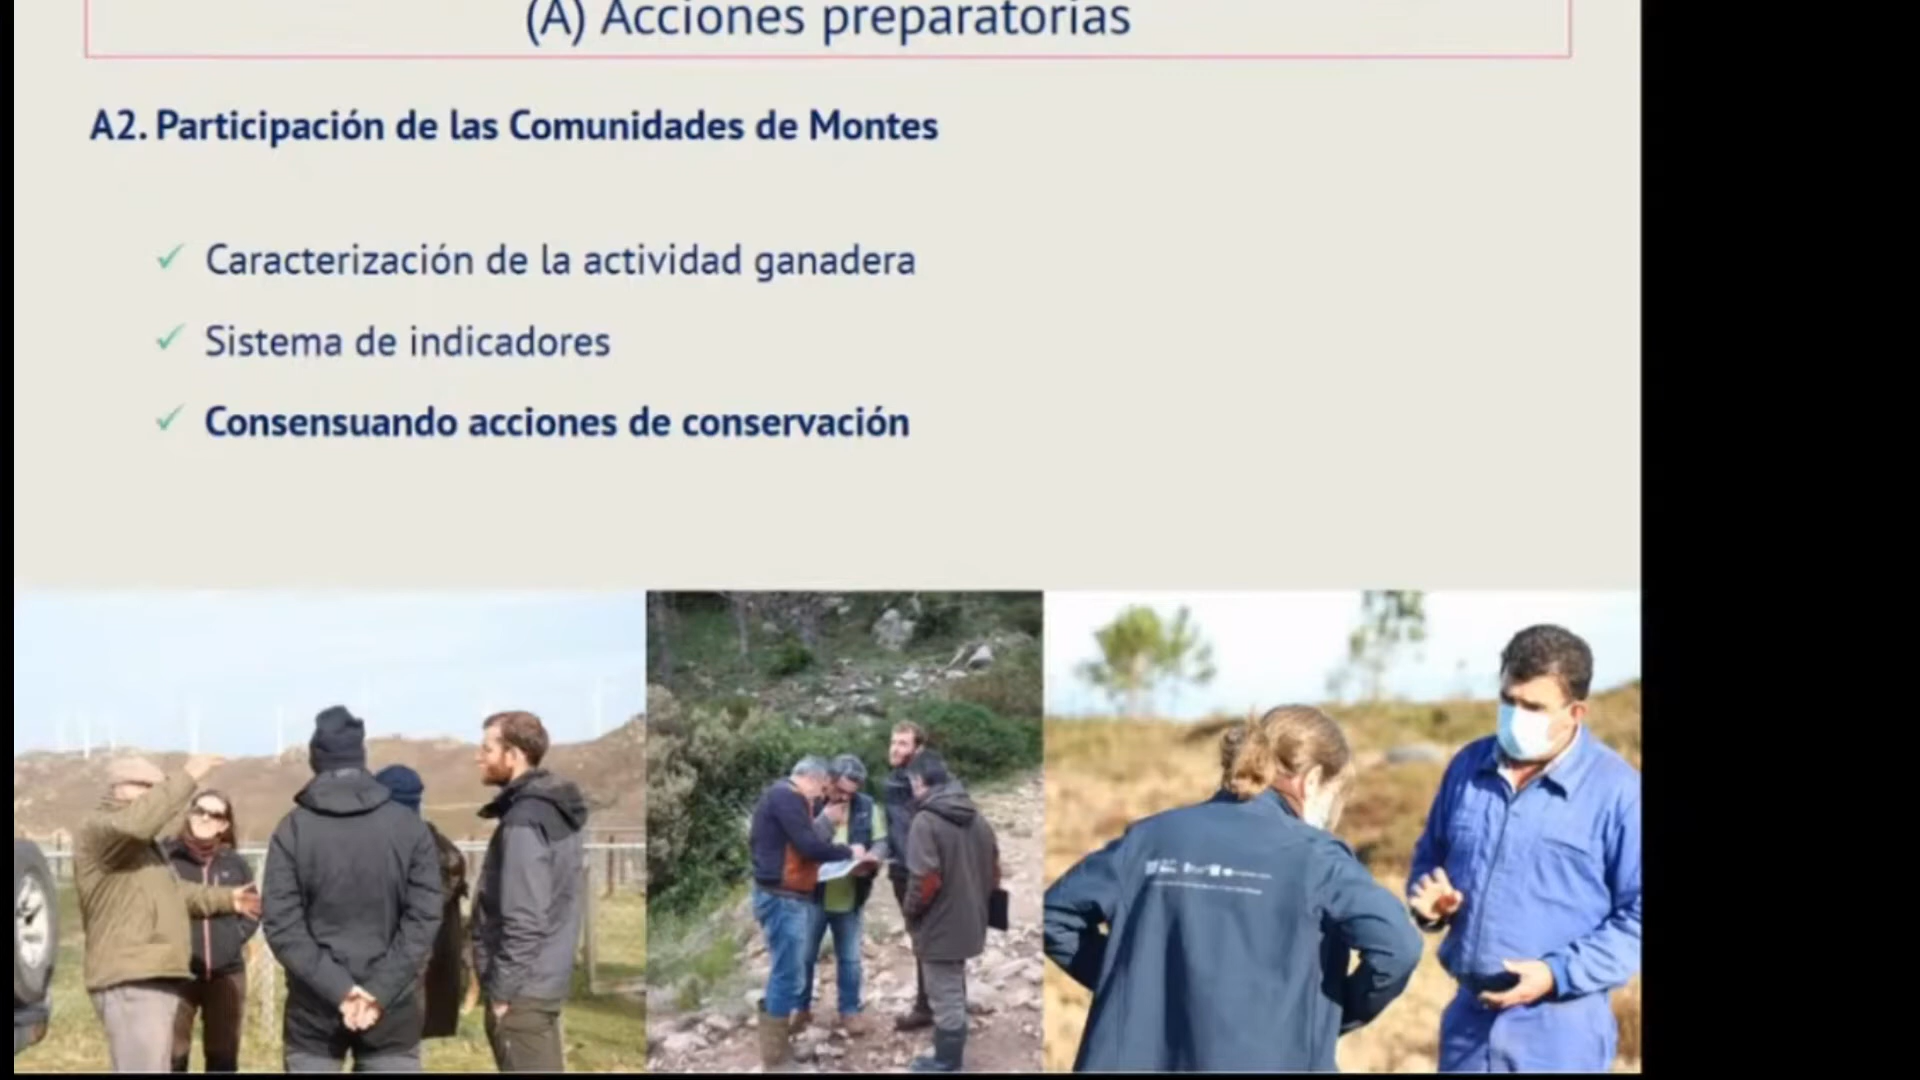 (A) Acciones preparatorias
A2. Participación de las Comunidades de Montes
Caracterización de la actividad ganadera
Sistema de indicadores
Consensuando acciones de conservación